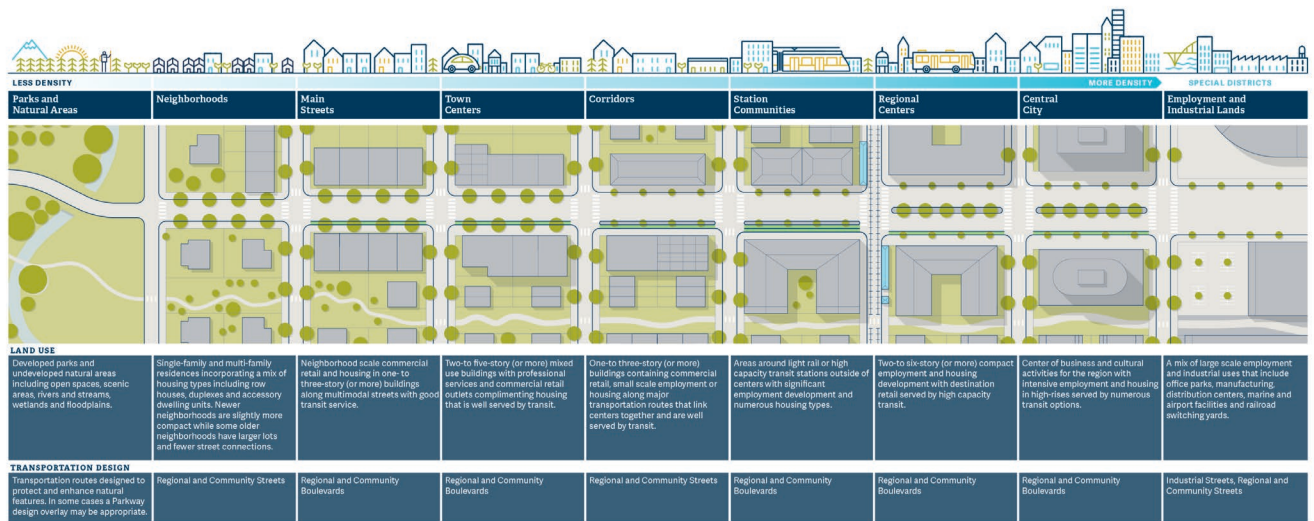 LESS DENSITY
MORE DENSITY
SPECIAL DISTRICTS
Parks and
Natural Areas
Neighborhoods
Main
Streets
Town
Centers
Corridors
Station
Communities
Regional
Centers
Central
City
Employment and
Industrial Lands
LAND USE
Developed parks and
undeveloped natural areas
including open spaces, scenic
areas, rivers and streams,
wetlands and floodplains.
Single-family and multi-family
residences incorporating a mix of
housing types including row
houses, duplexes and accessory
dwelling units. Newer
neighborhoods are slightly more
compact while some older
neighborhoods have larger lots
and fewer street connections.
Neighborhood scale commercial
retail and housing in one- to
three-story (or more) buildings
along multimodal streets with good
transit service.
Two-to five-story (or more) mixed
use buildings with professional
services and commercial retail
outlets complimenting housing
that is well served by transit.
One-to three-story (or more)
buildings containing commercial
retail, small scale employment or
housing along major
transportation routes that link
centers together and are well
served by transit.
Areas around light rail or high
capacity transit stations outside of
centers with significant
employment development and
numerous housing types.
Two-to six-story (or more) compact
employment and housing
development with destination
retail served by high capacity
transit.
Center of business and cultural
activities for the region with
intensive employment and housing
in high-rises served by numerous
transit options.
A mix of large scale employment
and industrial uses that include
office parks, manufacturing,
distribution centers, marine and
airport facilities and railroad
switching yards.
TRANSPORTATION DESIGN
Transportation routes designed to
protect and enhance natural
features. In some cases a Parkway
design overlay may be appropriate.
Regional and Community Streets
Regional and Community
Boulevards
Regional and Community
Boulevards
Regional and Community Streets
Regional and Community
Boulevards
Regional and Community
Boulevards
Regional and Community
Boulevards
Industrial Streets, Regional and
Community Streets